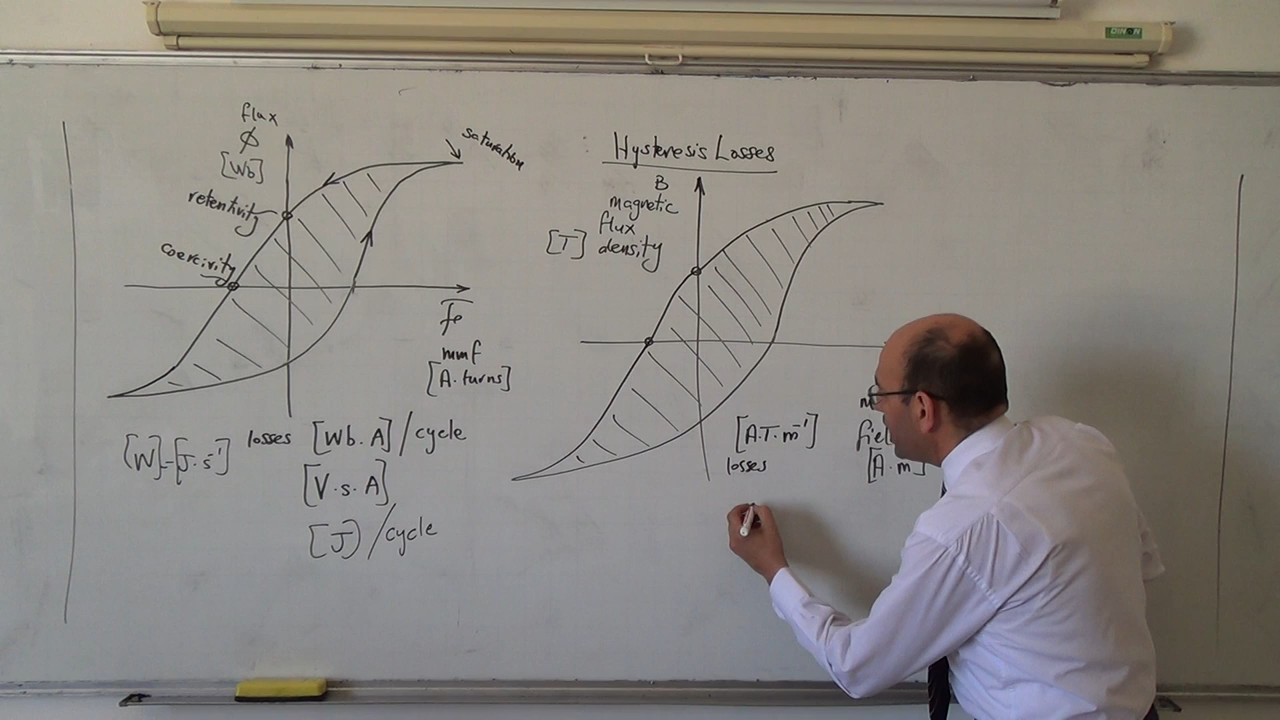 DINON
flux
ϕ
[Wb]
saturation
retentivity
coercivity
mmf
[A.turns]
[W]=[J.s⁻¹] losses [Wb.A]/cycle
[V.s.A]
[J]/cycle
Hysteresis Losses
B
magnetic
flux
[T] density
[A.T.m⁻¹]
losses
[A.m